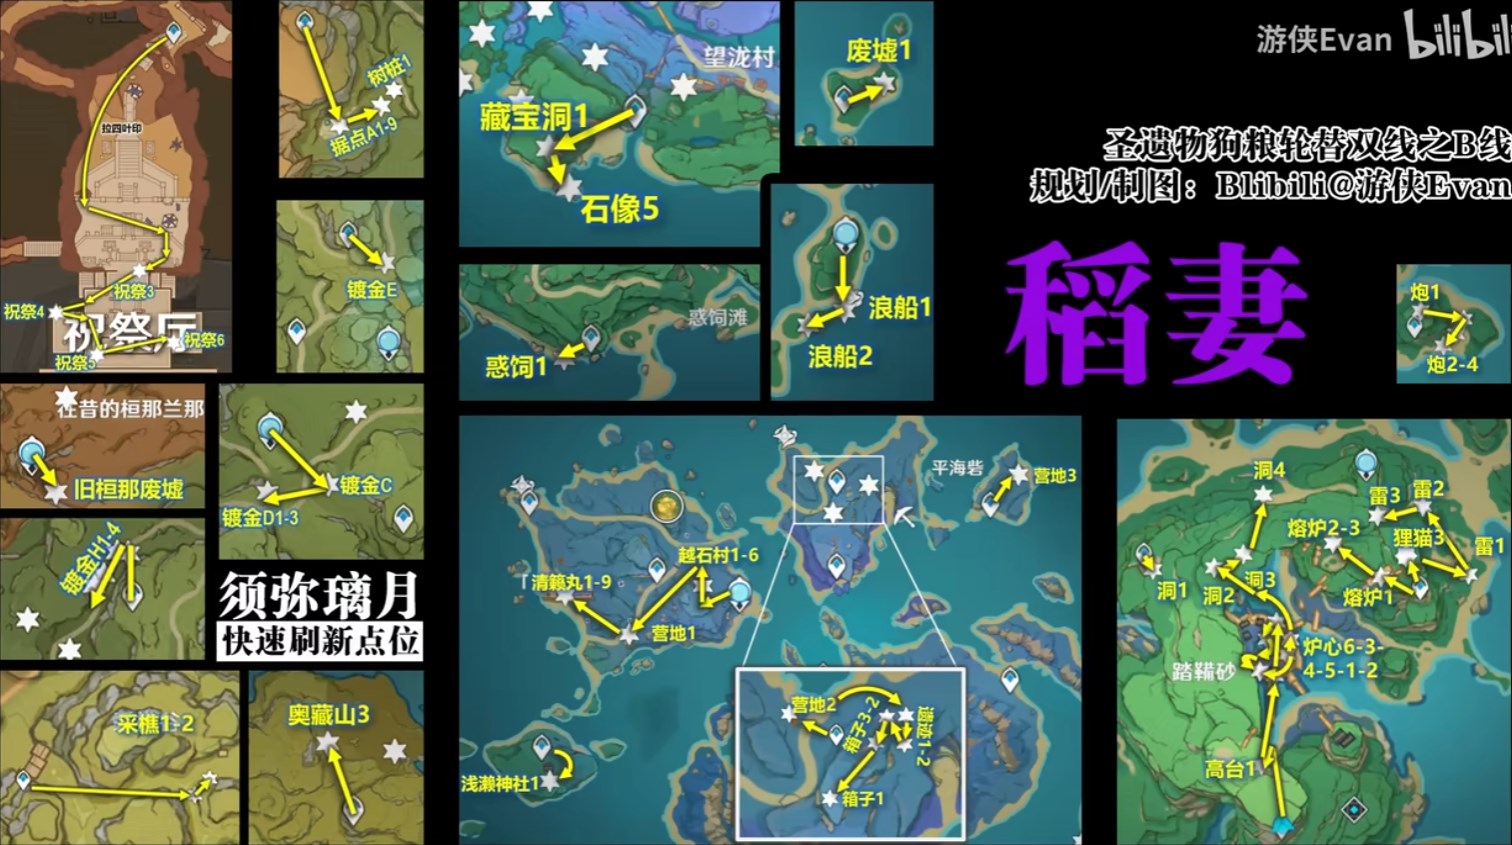 游侠Evan bilibili
圣遗物狗粮轮替双线之B线
规划/制图：Blibili@游侠Evan
稻妻
拉四叶印
祝祭3
祝祭4
祝祭厅
祝祭5
祝祭6
树桩1
据点A1-9
镀金E
在昔的桓那兰那
旧桓那废墟
镀金C
镀金D1-3
镀金H1-4
须弥璃月
快速刷新点位
采樵1-2
奥藏山3
望泷村
藏宝洞1
石像5
废墟1
惑饲滩
惑饲1
浪船1
浪船2
炮1
炮2-4
平海砦
营地3
越石村1-6
「清籁丸1-9
营地1
浅濑神社1
营地2
箱子3-2
遗迹1-2
箱子1
洞4
雷3
雷2
熔炉2-3
狸猫3
雷1
洞1
洞3
洞2
熔炉1
炉心6-3-
4-5-1-2
踏鞴砂
高台1